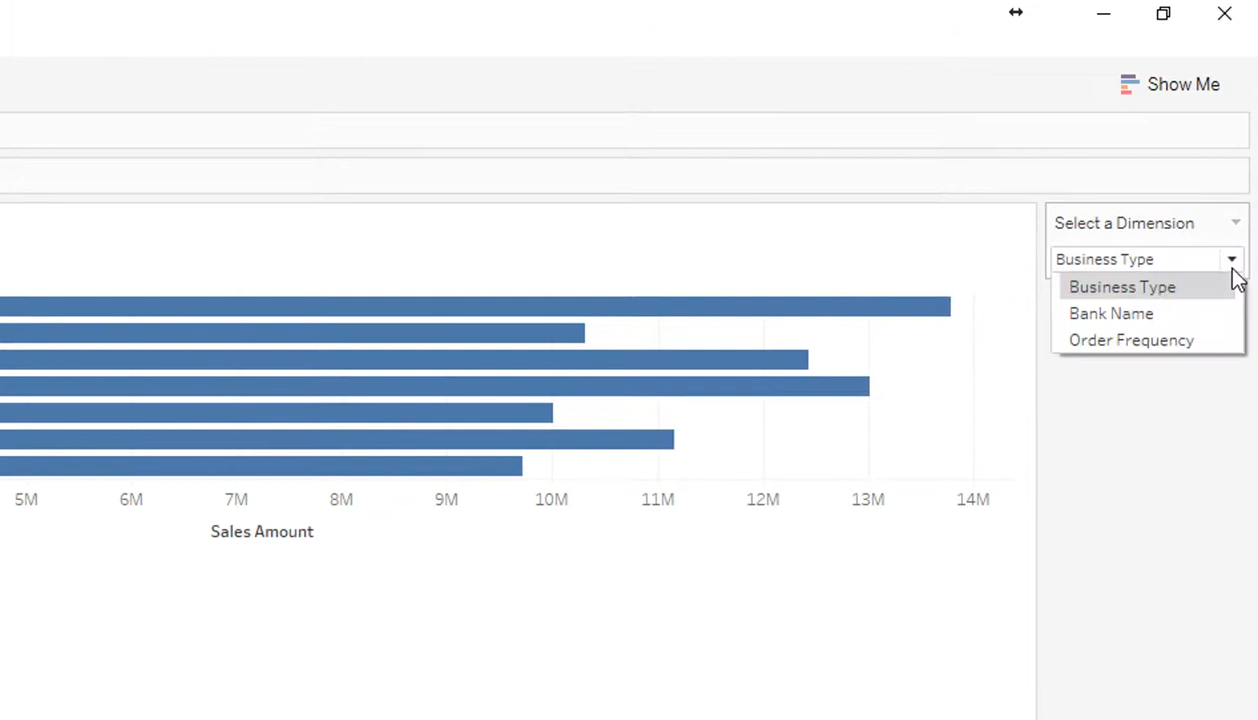 Show Me
Select a Dimension
Business Type
Business Type
Bank Name
Order Frequency
5M 6M 7M 8M 9M 10M 11M 12M 13M 14M
Sales Amount